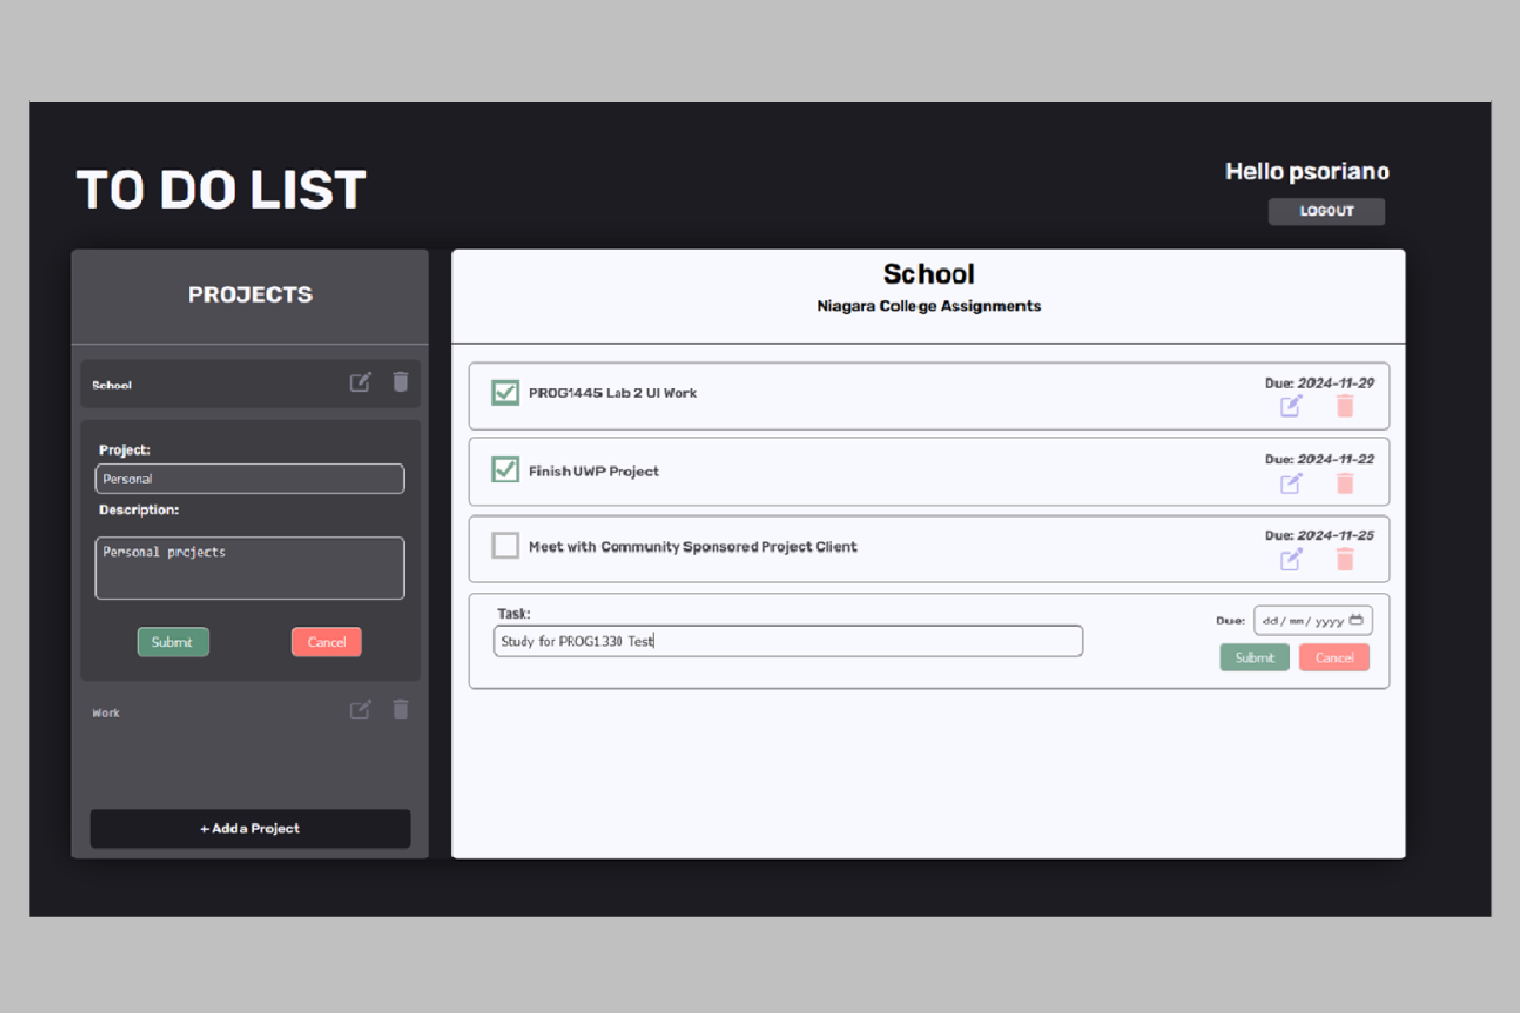 TO DO LIST
Hello psoriano
LOGOUT
PROJECTS
School
Project:
Personal
Description:
Personal projects
Submit Cancel
Work
+ Add a Project
School
Niagara College Assignments
PROG1445 Lab 2 UI Work
Due: 2024-11-29
Finish UWP Project
Due: 2024-11-22
Meet with Community Sponsored Project Client
Due: 2024-11-25
Task:
Study for PROG1330 Test
Due: dd/mm/yyyy
Submit Cancel